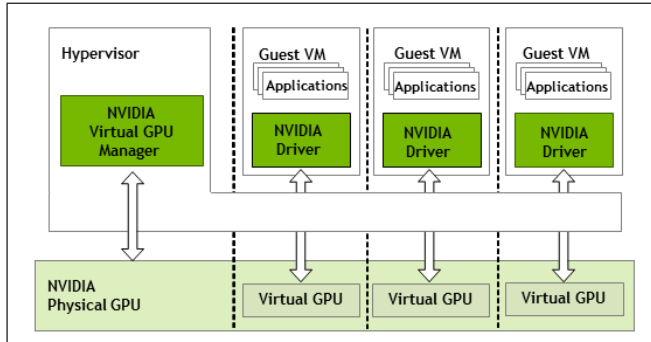 Hypervisor
NVIDIA
Virtual GPU
Manager
Guest VM
Applications
NVIDIA
Driver
Guest VM
Applications
NVIDIA
Driver
Guest VM
Applications
NVIDIA
Driver
NVIDIA
Physical GPU
Virtual GPU
Virtual GPU
Virtual GPU